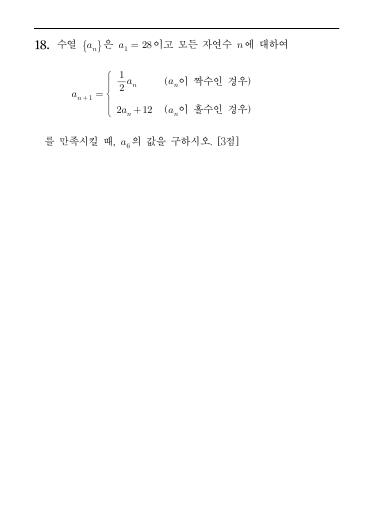 18. 수열 {aₙ}은 a₁ = 28이고 모든 자연수 n에 대하여
aₙ₊₁ = { 1/2 aₙ (aₙ이 짝수인 경우)
2aₙ + 12 (aₙ이 홀수인 경우)
를 만족시킬 때, a₆의 값을 구하시오. [3점]